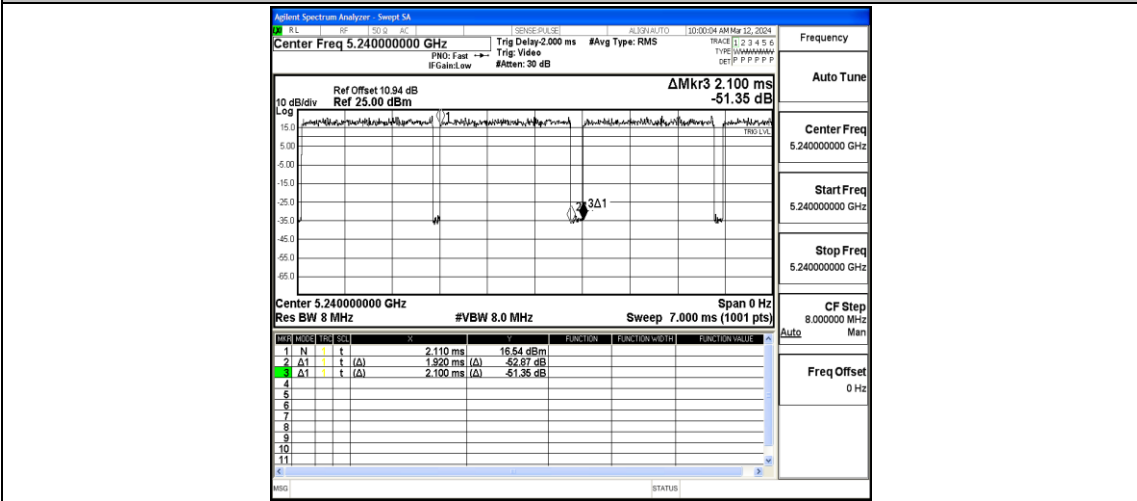 Agilent Spectrum Analyzer - Swept SA
RL RF 50 Ω AC SENSE:PULSE ALIGN AUTO 10:00:04 AM Mar 12, 2024
Center Freq 5.240000000 GHz
PNO: Fast
IFGain:Low
Trig Delay-2.000 ms
Trig: Video
#Atten: 30 dB
#Avg Type: RMS
TRACE 1 2 3 4 5 6
TYPE
DET P P P P P P
ΔMkr3 2.100 ms
-51.35 dB
Ref Offset 10.94 dB
10 dB/div Ref 25.00 dBm
Log
15.0
5.00
-5.00
-15.0
-25.0
-35.0
-45.0
-55.0
-65.0
1
TRIG LVL
3Δ1
Center 5.240000000 GHz Span 0 Hz
Res BW 8 MHz #VBW 8.0 MHz Sweep 7.000 ms (1001 pts)
MKR MODE TRC SCL X Y FUNCTION FUNCTION WIDTH FUNCTION VALUE
1 N 1 t 2.110 ms 16.54 dBm
2 Δ1 1 t (Δ) 1.920 ms (Δ) -52.87 dB
3 Δ1 1 t (Δ) 2.100 ms (Δ) -51.35 dB
4
5
6
7
8
9
10
11
MSG STATUS
Frequency
Auto Tune
Center Freq
5.240000000 GHz
Start Freq
5.240000000 GHz
Stop Freq
5.240000000 GHz
CF Step
8.000000 MHz
Auto Man
Freq Offset
0 Hz